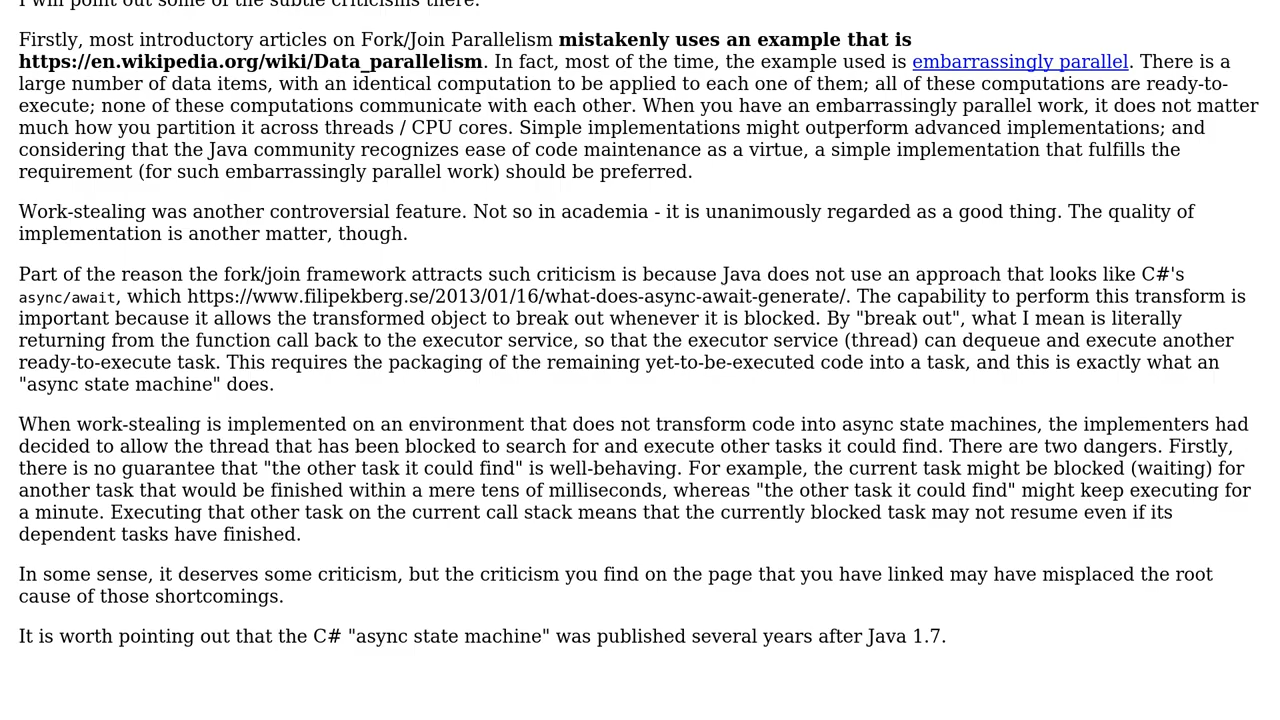 I will point out some of the subtle criticisms there.
Firstly, most introductory articles on Fork/Join Parallelism mistakenly uses an example that is
https://en.wikipedia.org/wiki/Data_parallelism. In fact, most of the time, the example used is embarrassingly parallel. There is a
large number of data items, with an identical computation to be applied to each one of them; all of these computations are ready-to-
execute; none of these computations communicate with each other. When you have an embarrassingly parallel work, it does not matter
much how you partition it across threads / CPU cores. Simple implementations might outperform advanced implementations; and
considering that the Java community recognizes ease of code maintenance as a virtue, a simple implementation that fulfills the
requirement (for such embarrassingly parallel work) should be preferred.
Work-stealing was another controversial feature. Not so in academia - it is unanimously regarded as a good thing. The quality of
implementation is another matter, though.
Part of the reason the fork/join framework attracts such criticism is because Java does not use an approach that looks like C#'s
async/await, which https://www.filipekberg.se/2013/01/16/what-does-async-await-generate/. The capability to perform this transform is
important because it allows the transformed object to break out whenever it is blocked. By "break out", what I mean is literally
returning from the function call back to the executor service, so that the executor service (thread) can dequeue and execute another
ready-to-execute task. This requires the packaging of the remaining yet-to-be-executed code into a task, and this is exactly what an
"async state machine" does.
When work-stealing is implemented on an environment that does not transform code into async state machines, the implementers had
decided to allow the thread that has been blocked to search for and execute other tasks it could find. There are two dangers. Firstly,
there is no guarantee that "the other task it could find" is well-behaving. For example, the current task might be blocked (waiting) for
another task that would be finished within a mere tens of milliseconds, whereas "the other task it could find" might keep executing for
a minute. Executing that other task on the current call stack means that the currently blocked task may not resume even if its
dependent tasks have finished.
In some sense, it deserves some criticism, but the criticism you find on the page that you have linked may have misplaced the root
cause of those shortcomings.
It is worth pointing out that the C# "async state machine" was published several years after Java 1.7.